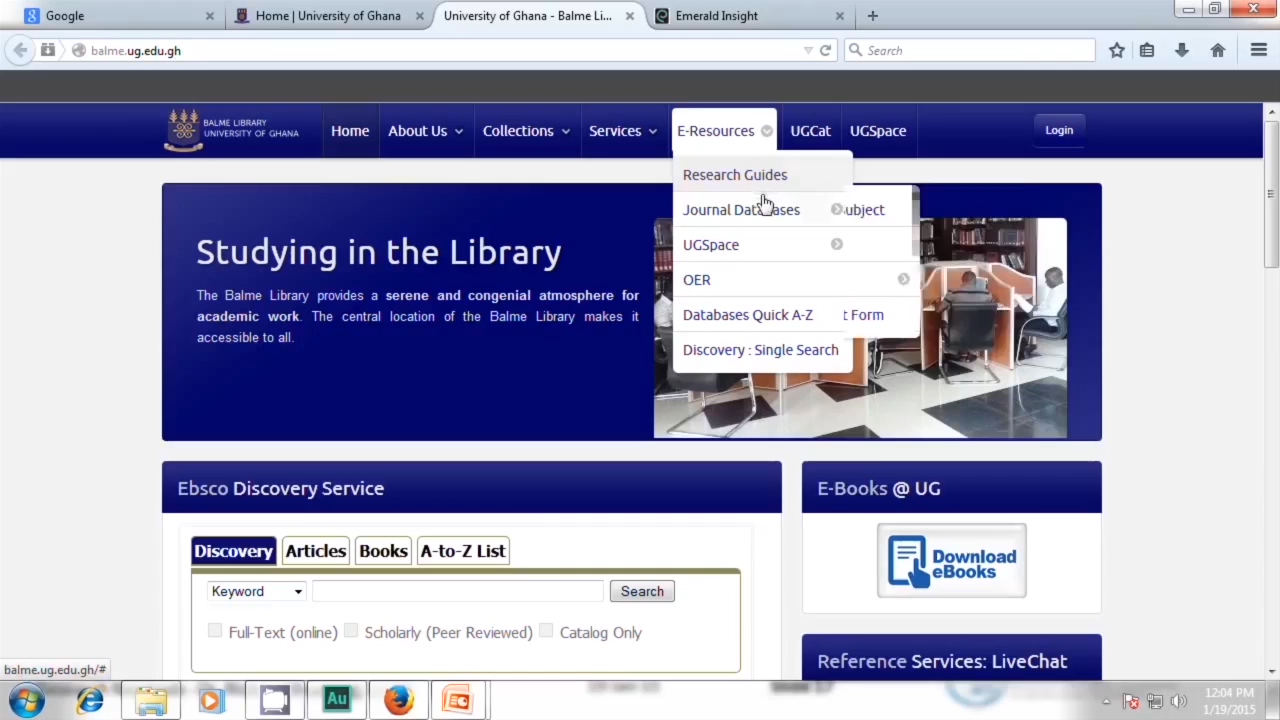 Google
Home | University of Ghana
University of Ghana - Balme Li...
Emerald Insight
balme.ug.edu.gh
Search
BALME LIBRARY
UNIVERSITY OF GHANA
Home
About Us
Collections
Services
E-Resources
UGCat
UGSpace
Login
Research Guides
Journal Databases
ubject
UGSpace
OER
Databases Quick A-Z
t Form
Discovery : Single Search
Studying in the Library
The Balme Library provides a serene and congenial atmosphere for
academic work. The central location of the Balme Library makes it
accessible to all.
Ebsco Discovery Service
Discovery
Articles
Books
A-to-Z List
Keyword
Search
Full-Text (online)
Scholarly (Peer Reviewed)
Catalog Only
E-Books @ UG
Download
eBooks
Reference Services: LiveChat
balme.ug.edu.gh/#
Au
12:04 PM
1/19/2015